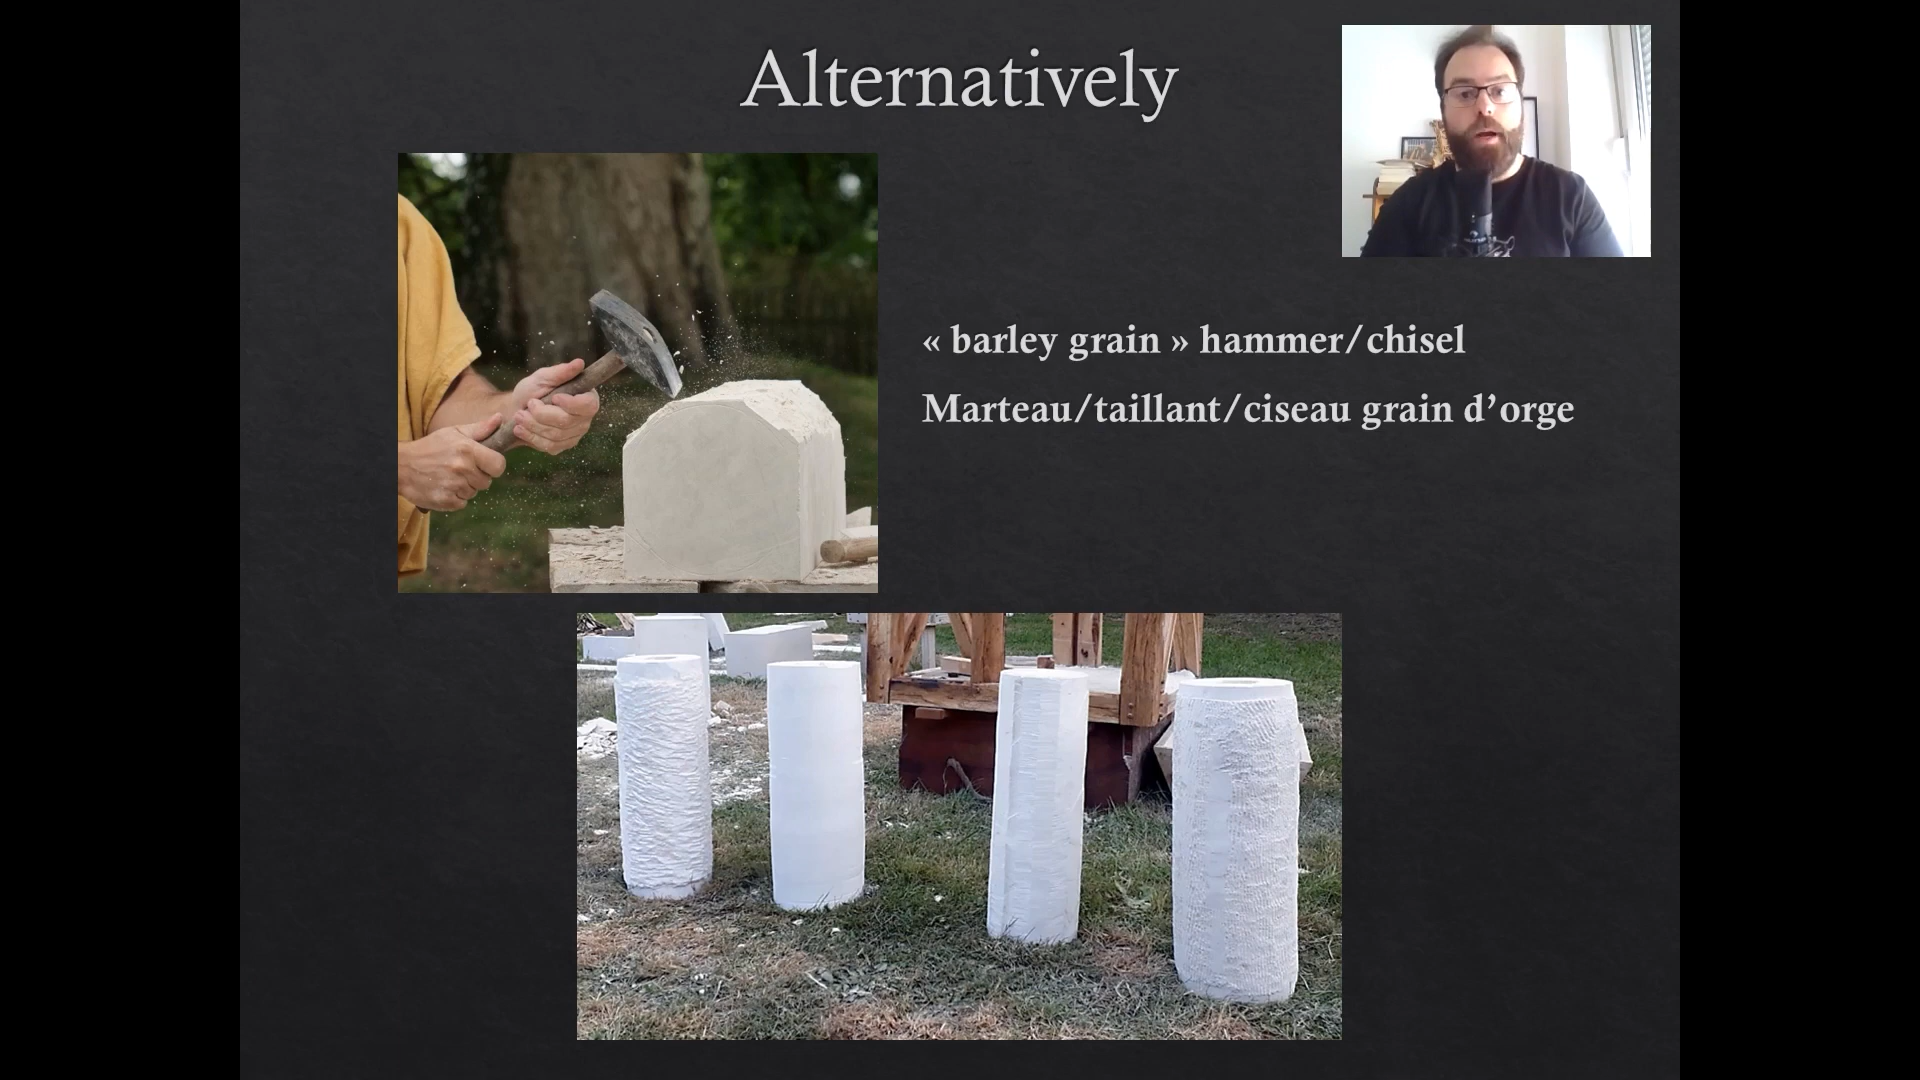 Alternatively
« barley grain » hammer/chisel
Marteau/taillant/ciseau grain d’orge